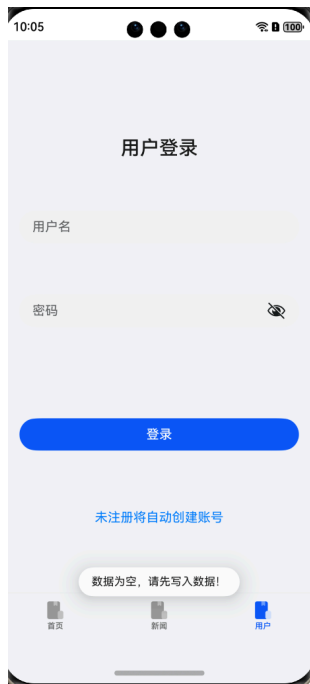 10:05
100
用户登录
用户名
密码
登录
未注册将自动创建账号
数据为空，请先写入数据！
首页
新闻
用户